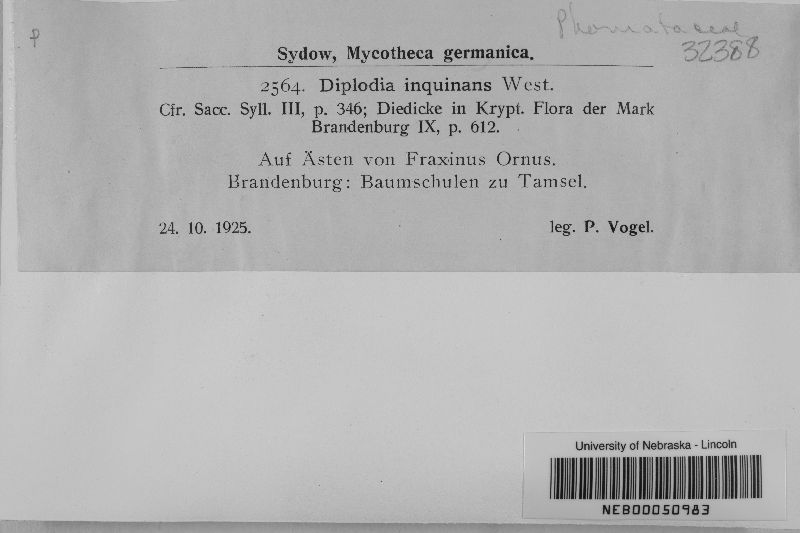 P
Phomataceae
32388
Sydow, Mycotheca germanica.
2564. Diplodia inquinans West.
Cfr. Sacc. Syll. III, p. 346; Diedicke in Krypt. Flora der Mark
Brandenburg IX, p. 612.
Auf Ästen von Fraxinus Ornus.
Brandenburg: Baumschulen zu Tamsel.
24. 10. 1925. leg. P. Vogel.
University of Nebraska - Lincoln
NEB00050983